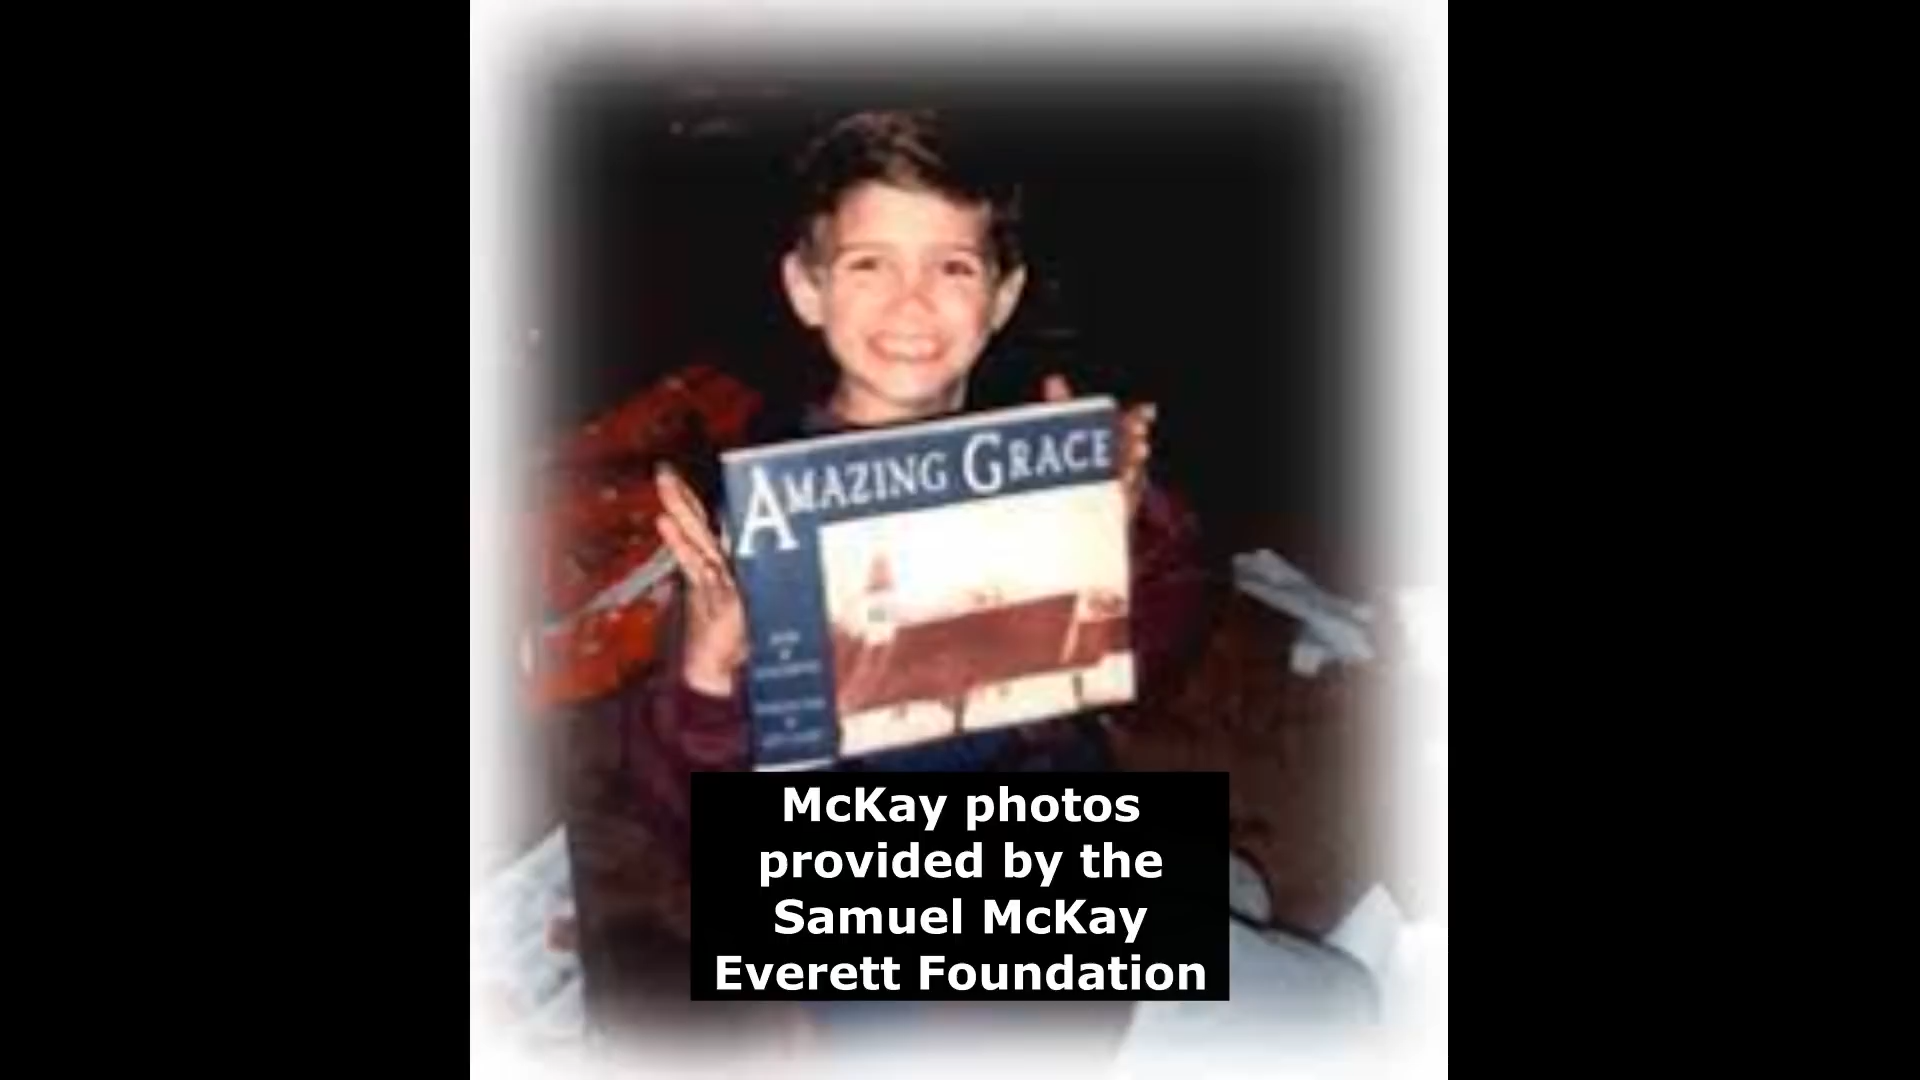 AMAZING GRACE
McKay photos
provided by the
Samuel McKay
Everett Foundation